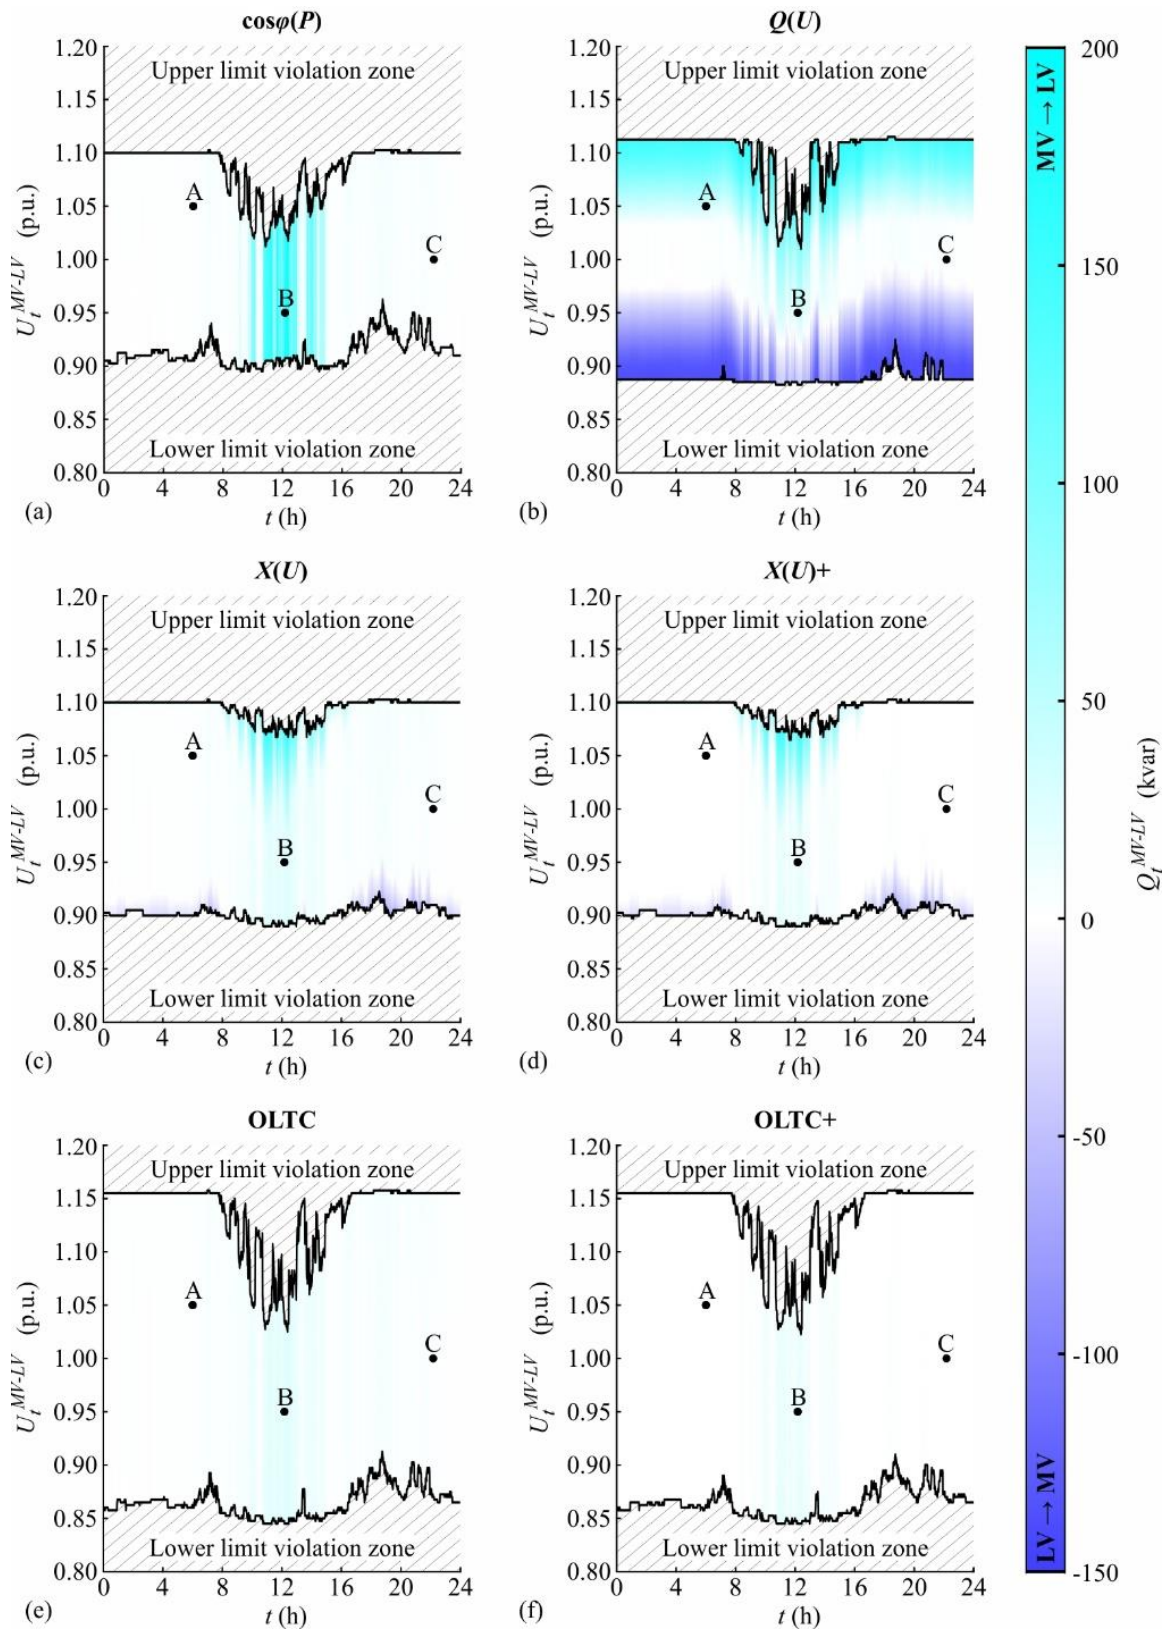 cosφ(P)
Q(U)
1.20
1.15
1.10
1.05
1.00
0.95
0.90
0.85
0.80
U_t^{MV-LV} (p.u.)
Upper limit violation zone
A
B
C
Lower limit violation zone
0 4 8 12 16 20 24
(a)
t (h)
1.20
1.15
1.10
1.05
1.00
0.95
0.90
0.85
0.80
U_t^{MV-LV} (p.u.)
Upper limit violation zone
A
B
C
Lower limit violation zone
0 4 8 12 16 20 24
(b)
t (h)
X(U)
X(U)+
1.20
1.15
1.10
1.05
1.00
0.95
0.90
0.85
0.80
U_t^{MV-LV} (p.u.)
Upper limit violation zone
A
B
C
Lower limit violation zone
0 4 8 12 16 20 24
(c)
t (h)
1.20
1.15
1.10
1.05
1.00
0.95
0.90
0.85
0.80
U_t^{MV-LV} (p.u.)
Upper limit violation zone
A
B
C
Lower limit violation zone
0 4 8 12 16 20 24
(d)
t (h)
OLTC
OLTC+
1.20
1.15
1.10
1.05
1.00
0.95
0.90
0.85
0.80
U_t^{MV-LV} (p.u.)
Upper limit violation zone
A
B
C
Lower limit violation zone
0 4 8 12 16 20 24
(e)
t (h)
1.20
1.15
1.10
1.05
1.00
0.95
0.90
0.85
0.80
U_t^{MV-LV} (p.u.)
Upper limit violation zone
A
B
C
Lower limit violation zone
0 4 8 12 16 20 24
(f)
t (h)
MV → LV
LV → MV
200
150
100
50
0
-50
-100
-150
Q_t^{MV-LV} (kvar)